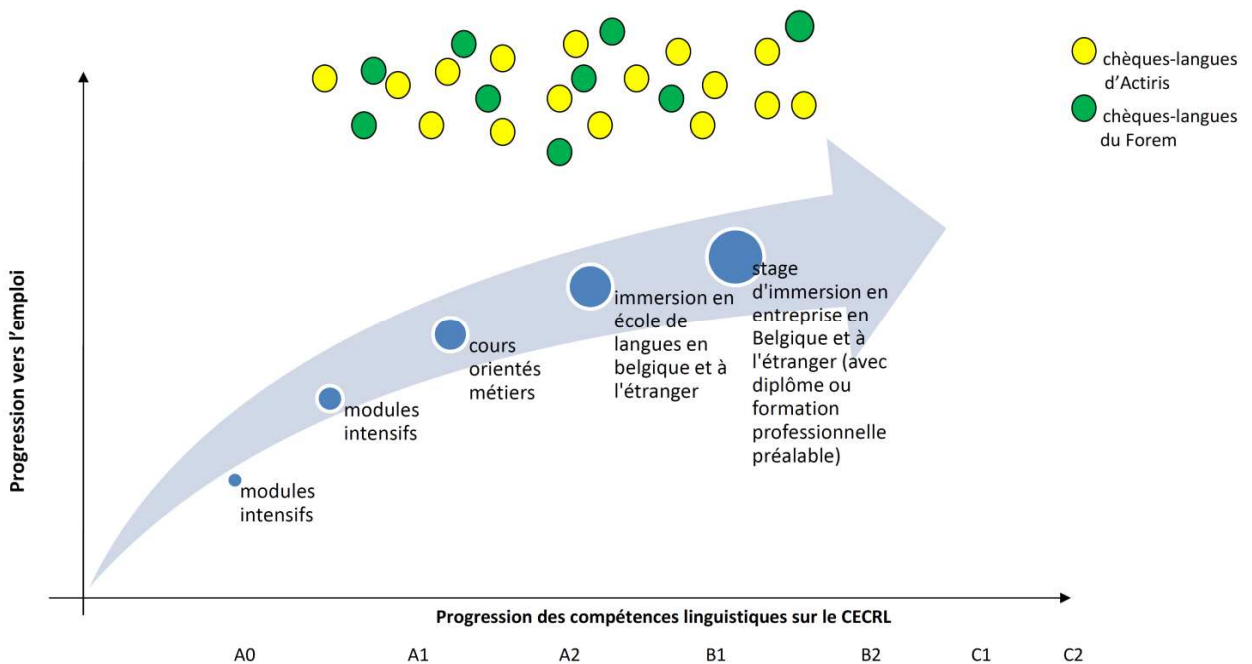 chèques-langues
d'Actiris
chèques-langues
du Forem
Progression vers l'emploi
stage
d'immersion en
entreprise en
Belgique et à
l'étranger (avec
diplôme ou
formation
professionnelle
préalable)
immersion en
école de
langues en
belgique et à
l'étranger
cours
orientés
métiers
modules
intensifs
modules
intensifs
Progression des compétences linguistiques sur le CECRL
A0 A1 A2 B1 B2 C1 C2